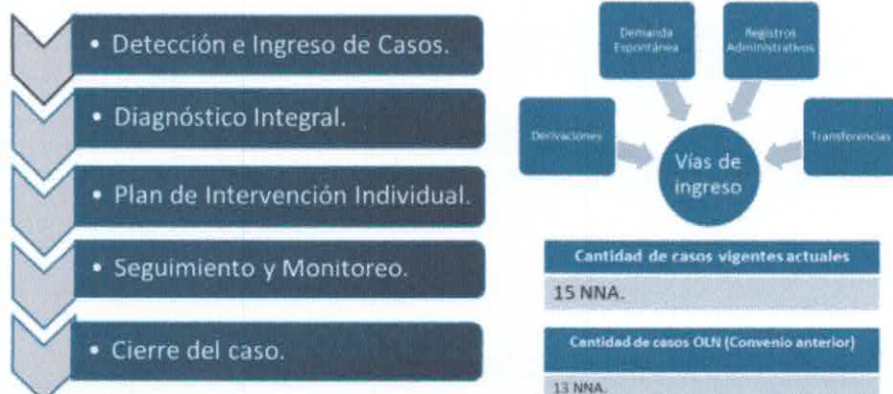 • Detección e Ingreso de Casos.
• Diagnóstico Integral.
• Plan de Intervención Individual.
• Seguimiento y Monitoreo.
• Cierre del caso.
Demanda
Espontánea
Registros
Administrativos
Derivaciones
Transferencias
Vías de
ingreso
Cantidad de casos vigentes actuales
15 NNA.
Cantidad de casos OLN (Convenio anterior)
13 NNA.